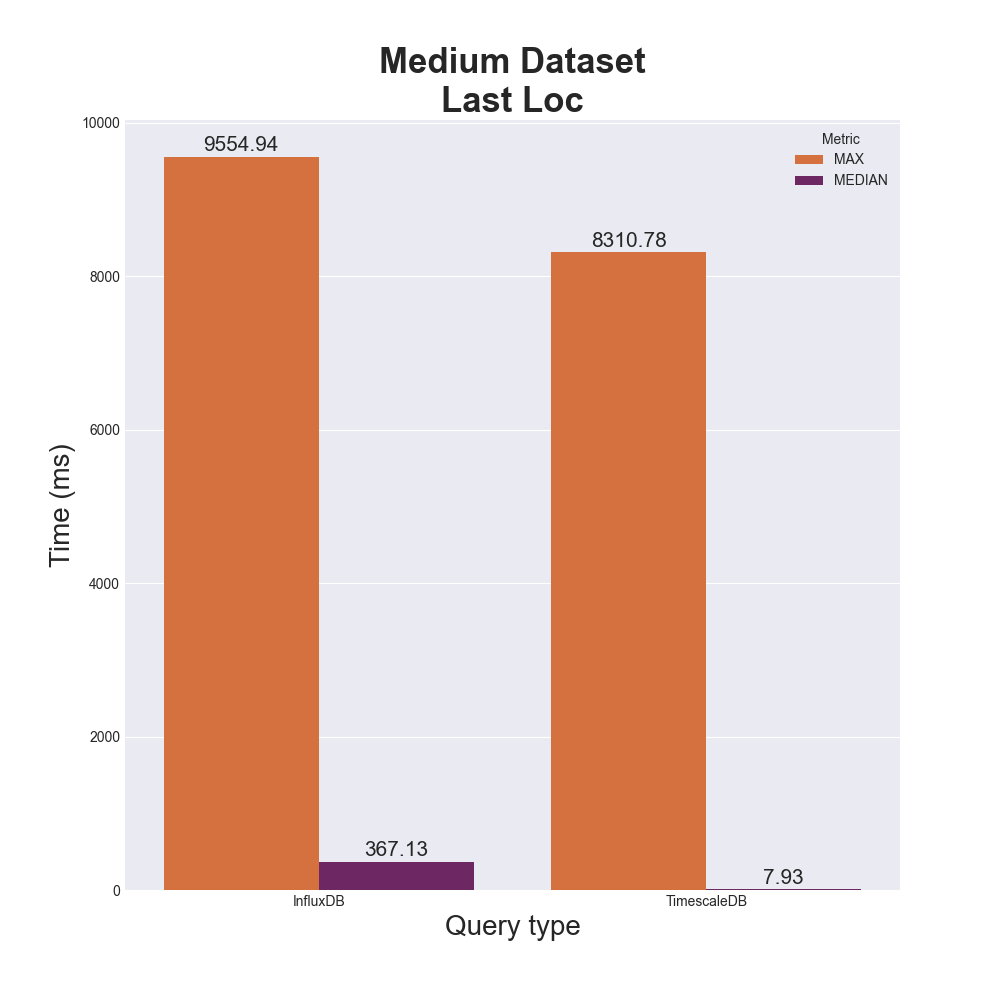 Medium Dataset
Last Loc
10000
8000
6000
4000
2000
0
Time (ms)
9554.94
367.13
8310.78
7.93
Metric
MAX
MEDIAN
InfluxDB
TimescaleDB
Query type